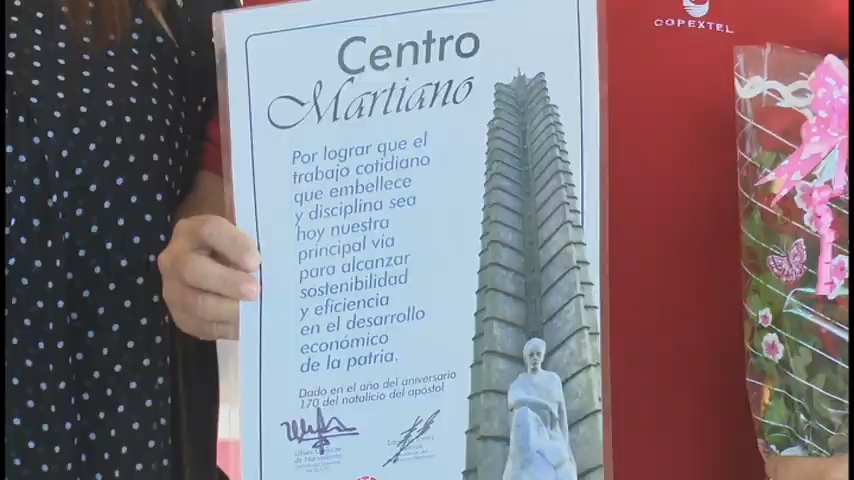 COPEXTEL
Centro
Martiano
Por lograr que el
trabajo cotidiano
que embellece
y disciplina sea
hoy nuestra
principal vía
para alcanzar
sostenibilidad
y eficiencia
en el desarrollo
económico
de la patria.
Dado en el año del aniversario
170 del natalicio del apóstol